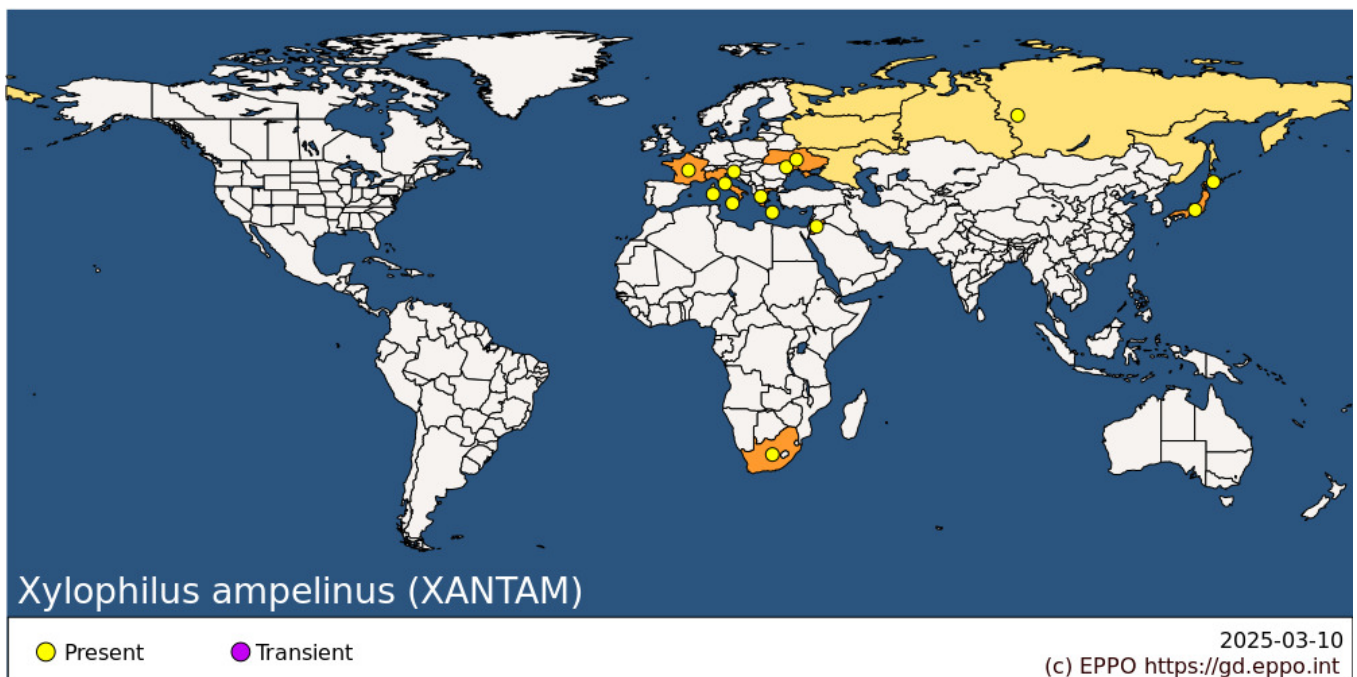 Xylophilus ampelinus (XANTAM)
Present
Transient
2025-03-10
(c) EPPO https://gd.eppo.int